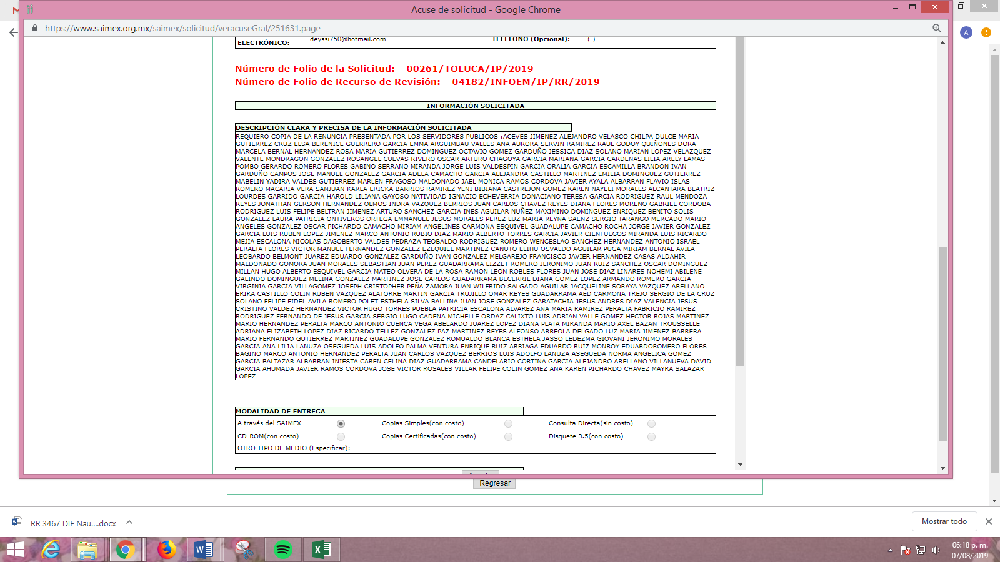 Acuse de solicitud - Google Chrome
https://www.saimex.org.mx/saimex/solicitud/veracuseGral/251631.page
ELECTRÓNICO:
deyssi750@hotmail.com
TELEFONO (Opcional): ( )
Número de Folio de la Solicitud: 00261/TOLUCA/IP/2019
Número de Folio de Recurso de Revisión: 04182/INFOEM/IP/RR/2019
INFORMACIÓN SOLICITADA
DESCRIPCIÓN CLARA Y PRECISA DE LA INFORMACIÓN SOLICITADA
REQUIERO COPIA DE LA RENUNCIA PRESENTADA POR LOS SERVIDORES PUBLICOS :ACEVES JIMENEZ ALEJANDRO VELASCO CHILPA DULCE MARIA
GUTIERREZ CRUZ ELSA BERENICE GUERRERO GARCIA EMMA ARGUIMBAU VALLES ANA AURORA SERVIN RAMIREZ RAUL GODOY QUIÑONES DORA
MARCELA BERNAL HERNANDEZ ROSA MARIA GUTIERREZ DOMINGUEZ OCTAVIO GOMEZ GARDUÑO JESSICA DIAZ SOLANO MARIAN LOPEZ VELAZQUEZ
VALENTE MONDRAGON GONZALEZ ROSANGEL CUEVAS RIVERO OSCAR ARTURO CHAGOYA GARCIA MARIANA GARCIA CARDENAS LILIA ARELY LAMAS
POMBO GERARDO ROMERO FLORES GABINO SERRANO MIRANDA JORGE LUIS VALDESPIN GARCIA ORALIA GARCIA ESCAMILLA BRANDON IVAN
GARDUÑO CAMPOS JOSE MANUEL GONZALEZ GARCIA ADELA CAMACHO GARCIA ALEJANDRA CASTILLO MARTINEZ EMILIA DOMINGUEZ GUTIERREZ
MABELIN YADIRA VALDES GUTIERREZ MARLEN FRAGOSO MALDONADO JAEL MONICA RAMOS CORDOVA JAVIER AYALA ALBARRAN FLAVIO ISLAS
ROMERO MACARIA VERA SANJUAN KARLA ERICKA BARRIOS RAMIREZ YENI BIBIANA CASTREJON GOMEZ KAREN NAYELI MORALES ALCANTARA BEATRIZ
LOURDES GARRIDO GARCIA HAROLD LILIANA GAYOSO NATIVIDAD IGNACIO ECHEVERRIA DONACIANO TERESA GARCIA RODRIGUEZ RAUL MENDOZA
REYES JONATHAN GERSON HERNANDEZ OLMOS INDRA VAZQUEZ BERRIOS JUAN CARLOS CHAVEZ REYES DIANA FLORES MORENO GABRIEL CORDOBA
RODRIGUEZ LUIS FELIPE BELTRAN JIMENEZ ARTURO SANCHEZ GARCIA INES AGUILAR NUÑEZ MAXIMINO DOMINGUEZ ENRIQUEZ BENITO SOLIS
GONZALEZ LAURA PATRICIA ONTIVEROS ORTEGA EMMANUEL JESUS MORALES PEREZ LUZ MARIA REYNA SAENZ SERGIO TARANGO MERCADO MARIO
ANGELES GONZALEZ OSCAR PICHARDO CAMACHO MIRIAM ANGELINES CARMONA ESQUIVEL GUADALUPE CAMACHO ROCHA JORGE JAVIER GONZALEZ
GARCIA LUIS RUBEN LOPEZ JIMENEZ MARCO ANTONIO RUBIO DIAZ MARIO ALBERTO TORRES GARCIA JAVIER CIENFUEGOS MIRANDA LUIS RICARDO
MEJIA ESCALONA NICOLAS DAGOBERTO VALDES PEDRAZA TEOBALDO RODRIGUEZ ROMERO WENCESLAO SANCHEZ HERNANDEZ ANTONIO ISRAEL
PERALTA FLORES VICTOR MANUEL FERNANDEZ GONZALEZ EZEQUIEL MARTINEZ CANUTO ELIHU OSVALDO AGUILAR PUGA MIRIAM BERNAL AVILA
LEOBARDO BELMONT JUAREZ EDUARDO GONZALEZ GARDUÑO IVAN GONZALEZ MELGAREJO FRANCISCO JAVIER HERNANDEZ CASAS ALDAHIR
MALDONADO GOMORA JUAN MORALES SEBASTIAN JUAN PEREZ GUADARRAMA LIZZET ROMERO JERONIMO JUAN RUIZ SANCHEZ OSCAR DOMINGUEZ
MILLAN HUGO ALBERTO ESQUIVEL GARCIA MATEO OLVERA DE LA ROSA RAMON LEON ROBLES FLORES JUAN JOSE DIAZ LINARES NOHEMI ABILENE
GALINDO DOMINGUEZ MELINA GONZALEZ MARTINEZ JOSE CARLOS GUADARRAMA BECERRIL DIANA GOMEZ LOPEZ ARMANDO ROMERO GARCIA
VIRGINIA GARCIA VILLAGOMEZ JOSEPH CRISTOPHER PEÑA ZAMORA JUAN WILFRIDO SALGADO AGUILAR JACQUELINE SORAYA VAZQUEZ ARELLANO
ERIKA CASTILLO COLIN RUBEN VAZQUEZ ALATORRE MARTIN GARCIA TRUJILLO OMAR REYES GUADARRAMA AED CARMONA TREJO SERGIO DE LA CRUZ
SOLANO FELIPE FIDEL AVILA ROMERO POLET ESTHELA SILVA BALLINA JUAN JOSE GONZALEZ GARATACHIA JESUS ANDRES DIAZ VALENCIA JESUS
CRISTINO VALDEZ HERNANDEZ VICTOR HUGO TORRES PUEBLA PATRICIA ESCALONA ALVAREZ ANA MARIA RAMIREZ PERALTA FABRICIO RAMIREZ
RODRIGUEZ FERNANDO DE JESUS GARCIA SERGIO LUGO CADENA MICHELLE ORDAZ CALIXTO LUIS ADRIAN VALLE GOMEZ HECTOR ROJAS MARTINEZ
MARIO HERNANDEZ PERALTA MARCO ANTONIO CUENCA VEGA ABELARDO JUAREZ LOPEZ DIANA PLATA MIRANDA MARIO AXEL BAZAN TROUSSELLE
ADRIANA ELIZABETH LOPEZ DIAZ RICARDO TELLEZ GONZALEZ PAZ MARTINEZ REYES ALFONSO ARREOLA DELGADO LUZ MARIA JIMENEZ BARRERA
MARIO FERNANDO GUTIERREZ MARTINEZ GUADALUPE GONZALEZ ROMUALDO BLANCA ESTHELA JASSO LEDEZMA GIOVANI JERONIMO MORALES
GARCIA ANA LILIA LANUZA OSEGUEDA LUIS ADOLFO PALMA VENTURA ENRIQUE RUIZ ARRIAGA EDUARDO RUIZ MONROY EDUARDOROMERO FLORES
BAGINO MARCO ANTONIO HERNANDEZ PERALTA JUAN CARLOS VAZQUEZ BERRIOS LUIS ADOLFO LANUZA ASEGUEDA NORMA ANGELICA GOMEZ
GARCIA BALTAZAR ALBARRAN INIESTA CAREN CELINA DIAZ GUADARRAMA CANDELARIO CORTINA GARCIA ALEJANDRO ARELLANO VILLANUEVA DAVID
GARCIA AHUMADA JAVIER RAMOS CORDOVA JOSE VICTOR ROSALES VILLAR FELIPE COLIN GOMEZ ANA KAREN PICHARDO CHAVEZ MAYRA SALAZAR
LOPEZ
MODALIDAD DE ENTREGA
A través del SAIMEX Copias Simples(con costo) Consulta Directa(sin costo)
CD-ROM(con costo) Copias Certificadas(con costo) Disquete 3.5(con costo)
OTRO TIPO DE MEDIO (Especificar):
Regresar
RR 3467 DIF Nau....docx
Mostrar todo
06:18 p. m.
07/08/2019